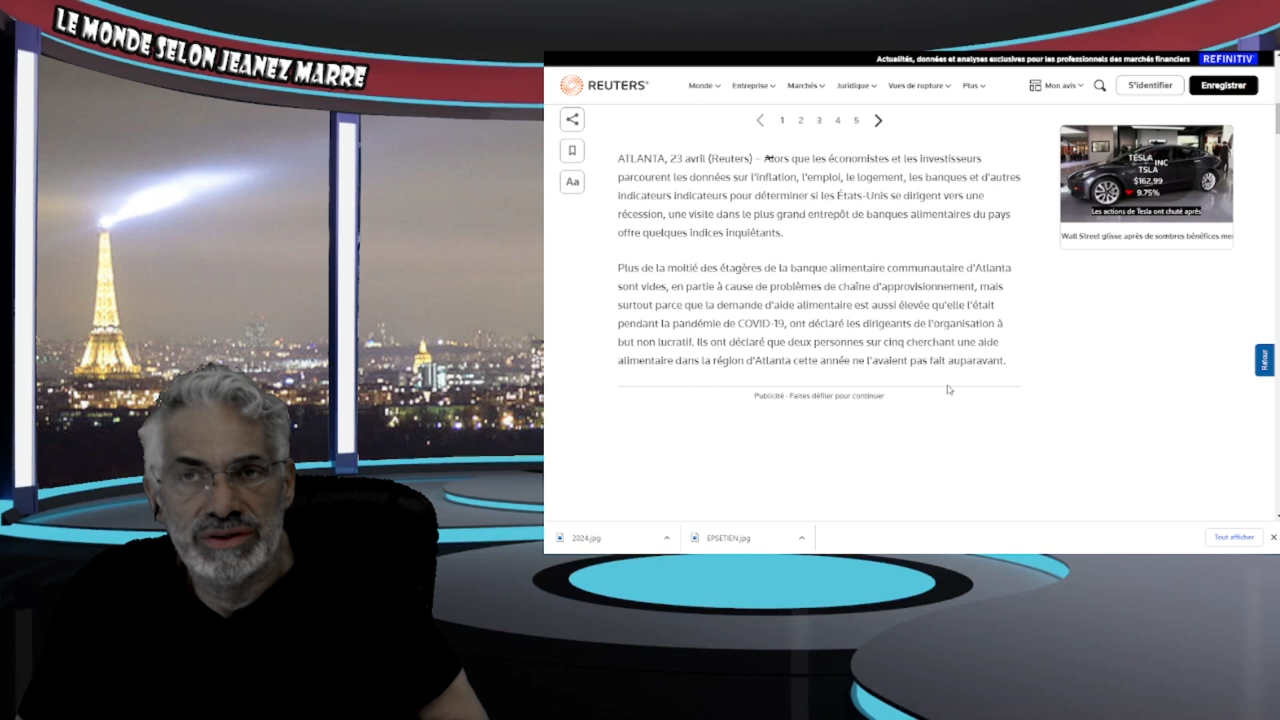 LE MONDE SELON JEANEZ MARRE
Actualités, données et analyses exclusives pour les professionnels des marchés financiers
REFINITIV
REUTERS
Monde
Entreprise
Marchés
Juridique
Vues de rupture
Plus
Mon avis
S'identifier
Enregistrer
1 2 3 4 5
Aa
ATLANTA, 23 avril (Reuters) – Alors que les économistes et les investisseurs
parcourent les données sur l'inflation, l'emploi, le logement, les banques et d'autres
indicateurs indicateurs pour déterminer si les États-Unis se dirigent vers une
récession, une visite dans le plus grand entrepôt de banques alimentaires du pays
offre quelques indices inquiétants.
Plus de la moitié des étagères de la banque alimentaire communautaire d'Atlanta
sont vides, en partie à cause de problèmes de chaîne d'approvisionnement, mais
surtout parce que la demande d'aide alimentaire est aussi élevée qu'elle l'était
pendant la pandémie de COVID-19, ont déclaré les dirigeants de l'organisation à
but non lucratif. Ils ont déclaré que deux personnes sur cinq cherchant une aide
alimentaire dans la région d'Atlanta cette année ne l'avaient pas fait auparavant.
Publicité · Faites défiler pour continuer
TESLA INC
TSLA
$162.99
9.75%
Les actions de Tesla ont chuté après
Wall Street glisse après de sombres bénéfices me
Retour
2024.jpg
EPSETIEN.jpg
Tout afficher